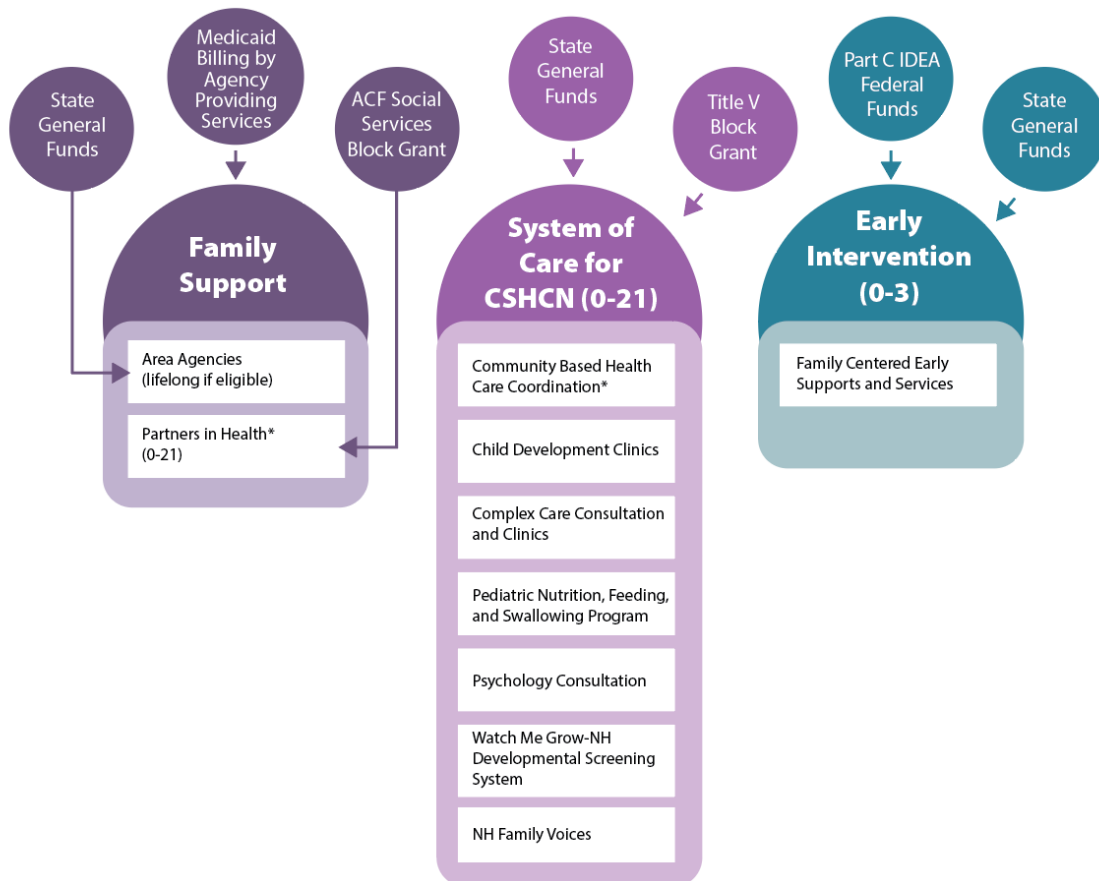 State
General
Funds
Medicaid
Billing by
Agency
Providing
Services
ACF Social
Services
Block Grant
Family
Support
Area Agencies
(lifelong if eligible)
Partners in Health*
(0-21)
State
General
Funds
Title V
Block
Grant
System of
Care for
CSHCN (0-21)
Community Based Health
Care Coordination*
Child Development Clinics
Complex Care Consultation
and Clinics
Pediatric Nutrition, Feeding,
and Swallowing Program
Psychology Consultation
Watch Me Grow-NH
Developmental Screening
System
NH Family Voices
Part C IDEA
Federal
Funds
State
General
Funds
Early
Intervention
(0-3)
Family Centered Early
Supports and Services